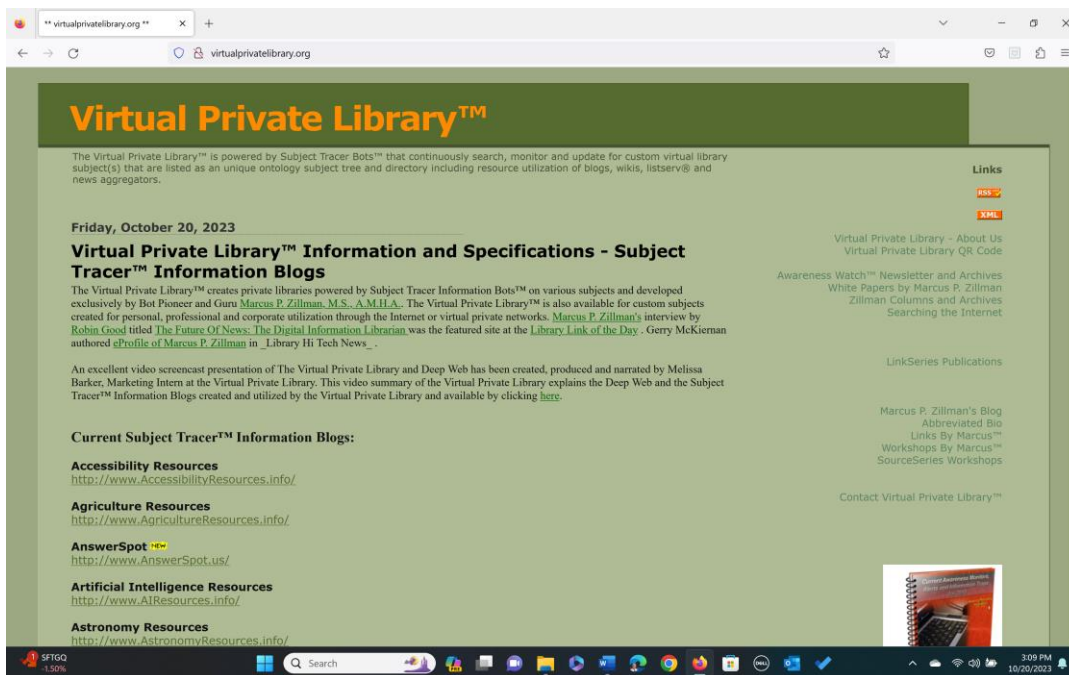 ** virtualprivatelibrary.org **
virtualprivatelibrary.org
Virtual Private Library™
The Virtual Private Library™ is powered by Subject Tracer Bots™ that continuously search, monitor and update for custom virtual library
subject(s) that are listed as an unique ontology subject tree and directory including resource utilization of blogs, wikis, listserv® and
news aggregators.
Friday, October 20, 2023
Virtual Private Library™ Information and Specifications - Subject
Tracer™ Information Blogs
The Virtual Private Library™ creates private libraries powered by Subject Tracer Information Bots™ on various subjects and developed
exclusively by Bot Pioneer and Guru Marcus P. Zillman, M.S., A.M.H.A.. The Virtual Private Library™ is also available for custom subjects
created for personal, professional and corporate utilization through the Internet or virtual private networks. Marcus P. Zillman's interview by
Robin Good titled The Future Of News: The Digital Information Librarian was the featured site at the Library Link of the Day . Gerry McKiernan
authored eProfile of Marcus P. Zillman in _Library Hi Tech News_ .
An excellent video screencast presentation of The Virtual Private Library and Deep Web has been created, produced and narrated by Melissa
Barker, Marketing Intern at the Virtual Private Library. This video summary of the Virtual Private Library explains the Deep Web and the Subject
Tracer™ Information Blogs created and utilized by the Virtual Private Library and available by clicking here.
Current Subject Tracer™ Information Blogs:
Accessibility Resources
http://www.AccessibilityResources.info/
Agriculture Resources
http://www.AgricultureResources.info/
AnswerSpot NEW
http://www.AnswerSpot.us/
Artificial Intelligence Resources
http://www.AIResources.info/
Astronomy Resources
http://www.AstronomyResources.info/
Links
RSS
XML
Virtual Private Library - About Us
Virtual Private Library QR Code
Awareness Watch™ Newsletter and Archives
White Papers by Marcus P. Zillman
Zillman Columns and Archives
Searching the Internet
LinkSeries Publications
Marcus P. Zillman's Blog
Abbreviated Bio
Links By Marcus™
Workshops By Marcus™
SourceSeries Workshops
Contact Virtual Private Library™
1
SFTGQ
-1.50%
Search
DELL
3:09 PM
10/20/2023